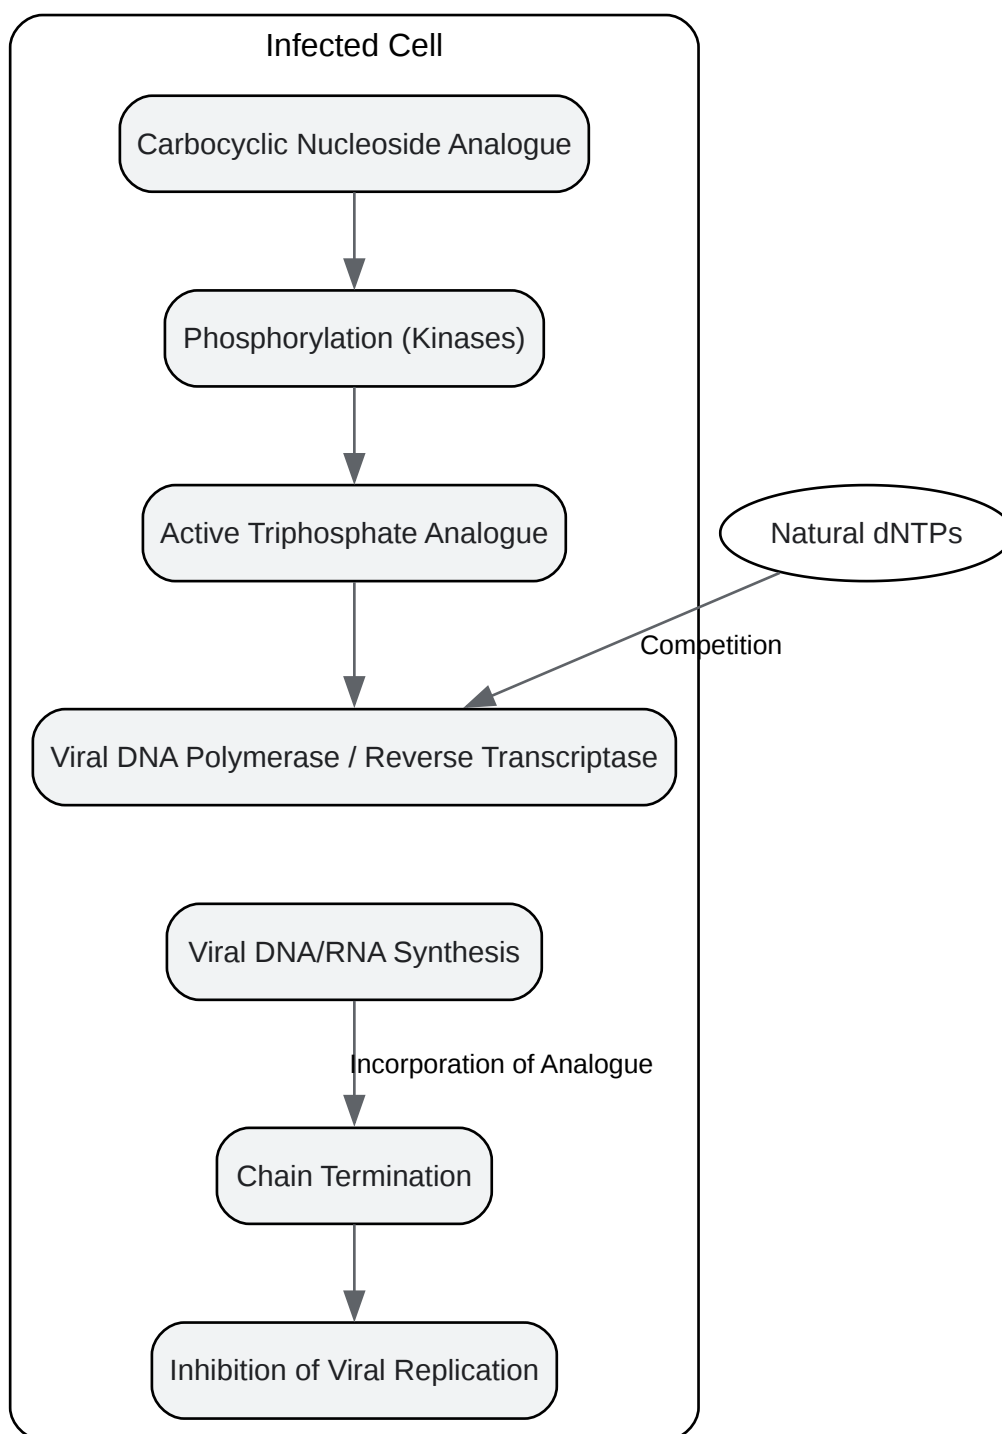 Infected Cell
Carbocyclic Nucleoside Analogue
Phosphorylation (Kinases)
Active Triphosphate Analogue
Natural dNTPs
Competition
Viral DNA Polymerase / Reverse Transcriptase
Viral DNA/RNA Synthesis
Incorporation of Analogue
Chain Termination
Inhibition of Viral Replication